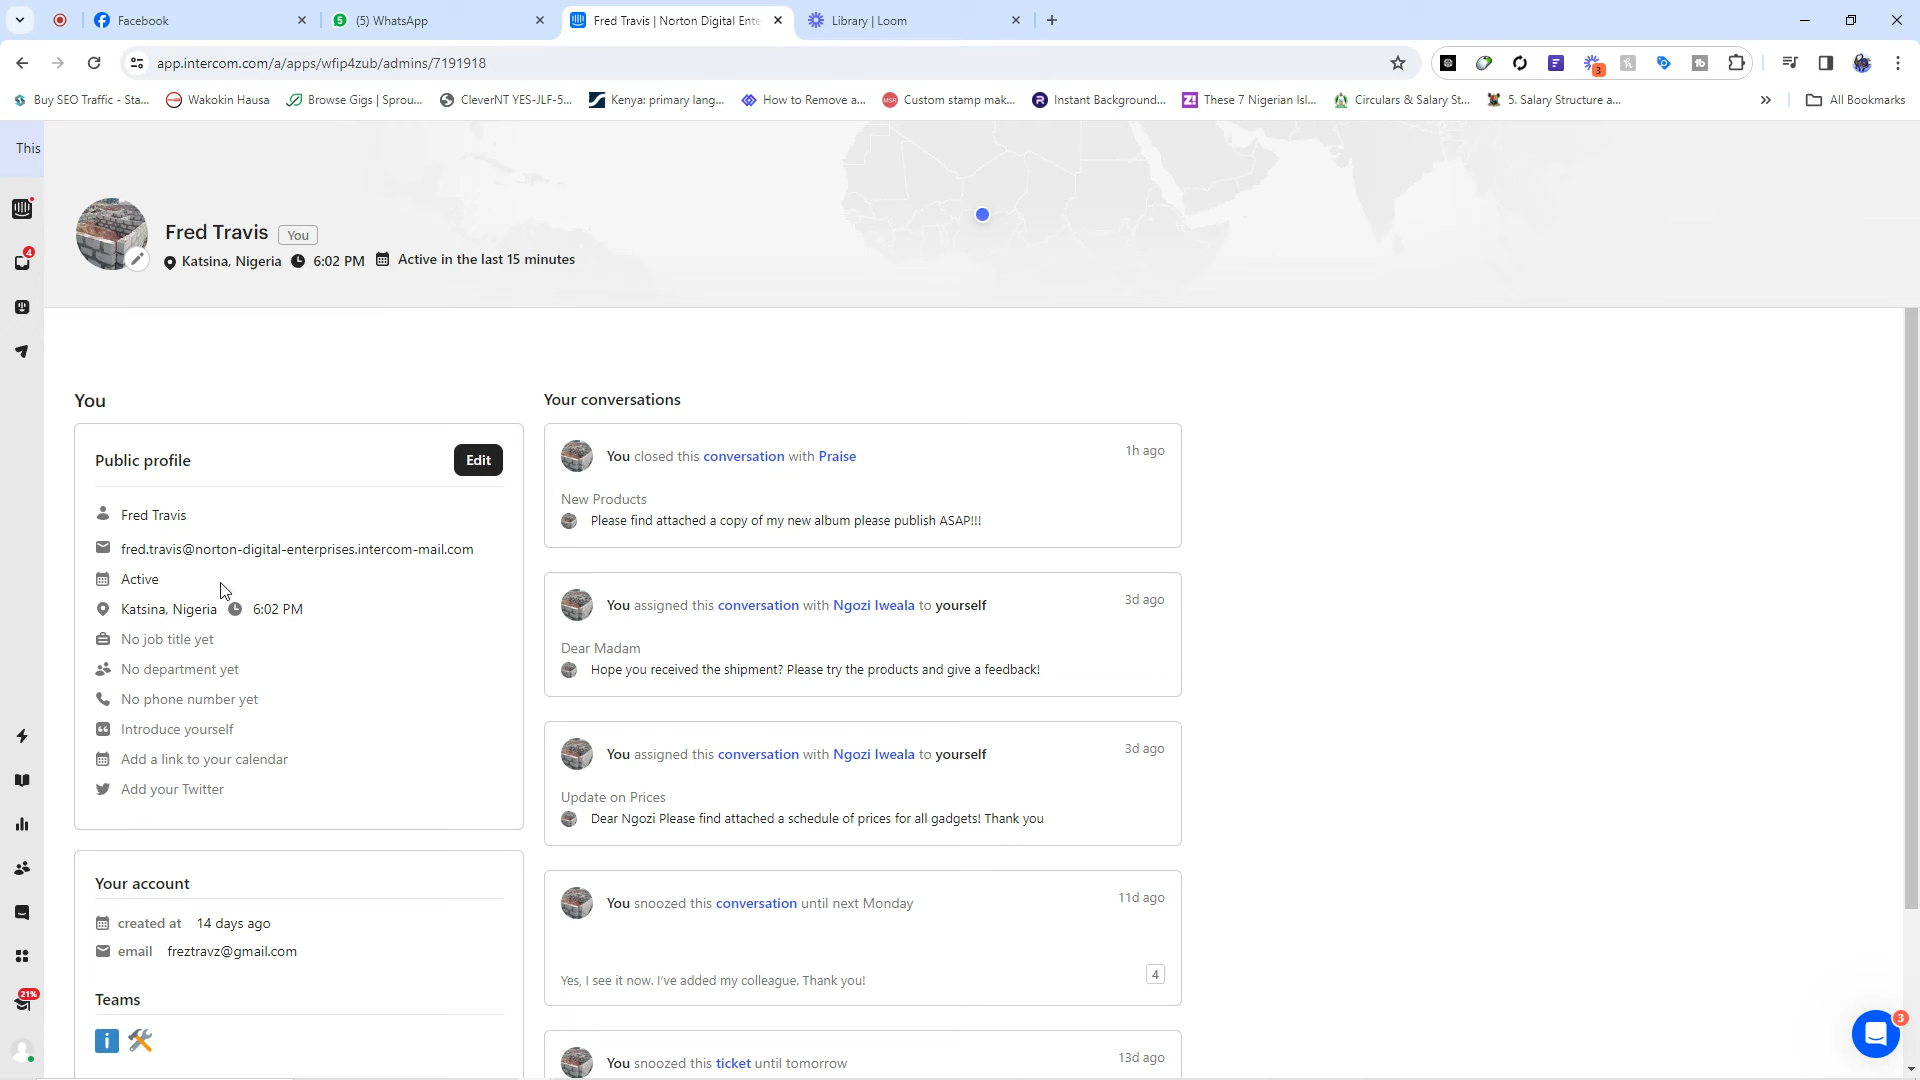 Facebook
(5) WhatsApp
Fred Travis | Norton Digital Ente
Library | Loom
app.intercom.com/a/apps/wfip4zub/admins/7191918
3
Buy SEO Traffic - Sta...
Wakokin Hausa
Browse Gigs | Sprou...
CleverNT YES-JLF-5...
Kenya: primary lang...
How to Remove a...
Custom stamp mak...
Instant Background...
These 7 Nigerian Isl...
Circulars & Salary St...
5. Salary Structure a...
»
All Bookmarks
This
Fred Travis
You
Katsina, Nigeria
6:02 PM
Active in the last 15 minutes
4
You
Public profile
Edit
Fred Travis
fred.travis@norton-digital-enterprises.intercom-mail.com
Active
Katsina, Nigeria
6:02 PM
No job title yet
No department yet
No phone number yet
Introduce yourself
Add a link to your calendar
Add your Twitter
Your account
created at 14 days ago
email freztravz@gmail.com
Teams
21%
Your conversations
You closed this conversation with Praise
1h ago
New Products
Please find attached a copy of my new album please publish ASAP!!!
You assigned this conversation with Ngozi Iweala to yourself
3d ago
Dear Madam
Hope you received the shipment? Please try the products and give a feedback!
You assigned this conversation with Ngozi Iweala to yourself
3d ago
Update on Prices
Dear Ngozi Please find attached a schedule of prices for all gadgets! Thank you
You snoozed this conversation until next Monday
11d ago
Yes, I see it now. I've added my colleague. Thank you!
4
You snoozed this ticket until tomorrow
13d ago
3